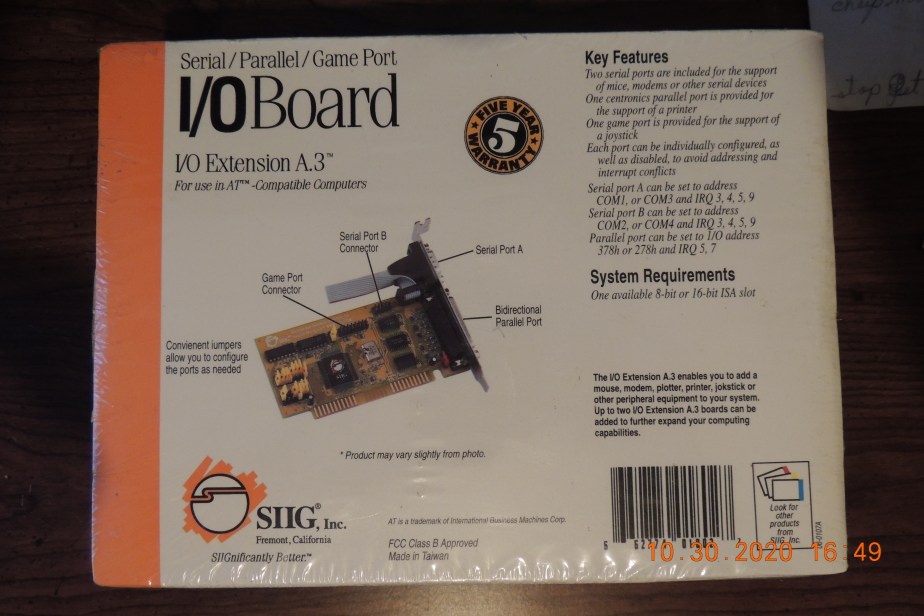 Serial/Parallel/Game Port
I/O Board
I/O Extension A.3™
For use in AT™-Compatible Computers
FIVE YEAR
5
WARRANTY
Key Features
Two serial ports are included for the support
of mice, modems or other serial devices
One centronics parallel port is provided for
the support of a printer
One game port is provided for the support of
a joystick
Each port can be individually configured, as
well as disabled, to avoid addressing and
interrupt conflicts
Serial port A can be set to address
COM1, or COM3 and IRQ 3, 4, 5, 9
Serial port B can be set to address
COM2, or COM4 and IRQ 3, 4, 5, 9
Parallel port can be set to I/O address
378h or 278h and IRQ 5, 7
System Requirements
One available 8-bit or 16-bit ISA slot
Serial Port B
Connector
Serial Port A
Game Port
Connector
Bidirectional
Parallel Port
Convienent jumpers
allow you to configure
the ports as needed
The I/O Extension A.3 enables you to add a
mouse, modem, plotter, printer, jokstick or
other peripheral equipment to your system.
Up to two I/O Extension A.3 boards can be
added to further expand your computing
capabilities.
* Product may vary slightly from photo.
SIIG®, Inc.
Fremont, California
SIIGnificantly Better.™
AT is a trademark of International Business Machines Corp.
FCC Class B Approved
Made in Taiwan
Look for
other
products
from
SIIG, Inc.
10.30.2020 16:49